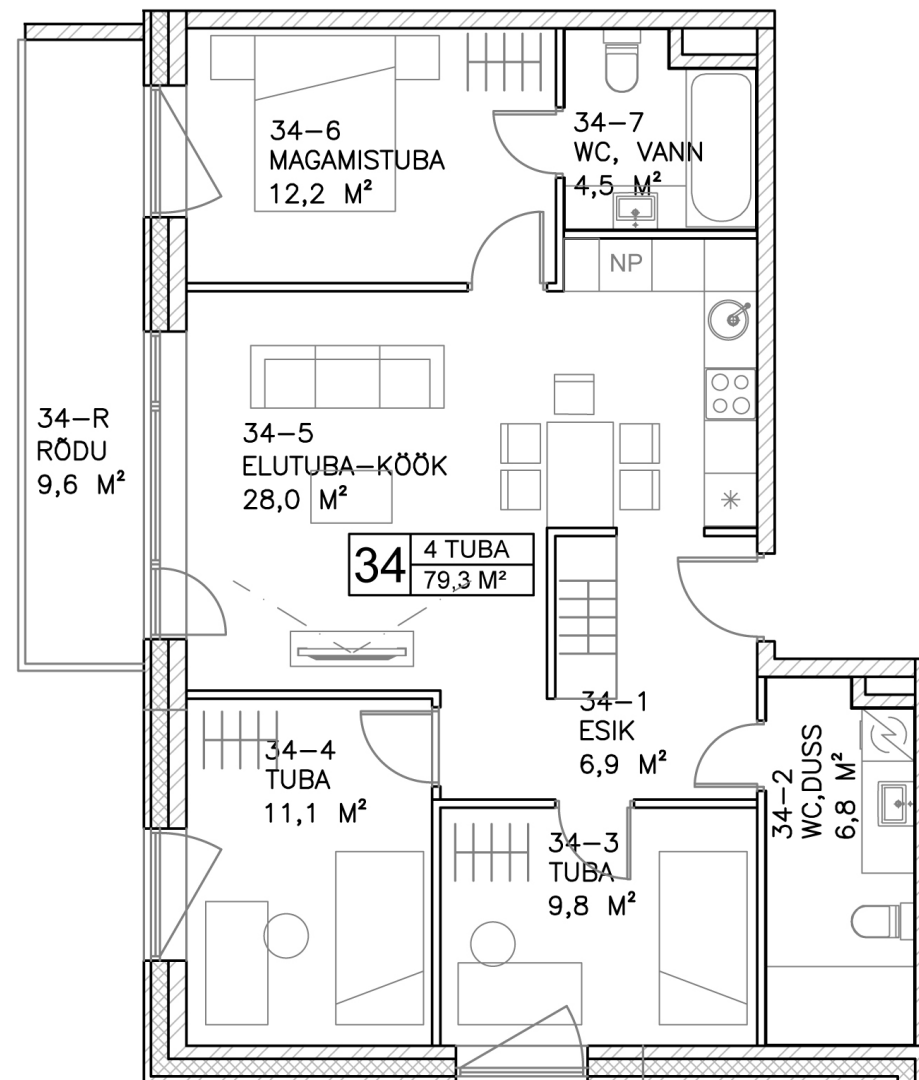 34-6
MAGAMISTUBA
12,2 M²
34-7
WC, VANN
4,5 M²
NP
34-R
RÕDU
9,6 M²
34-5
ELUTUBA-KÖÖK
28,0 M²
34
4 TUBA
79,3 M²
34-1
ESIK
6,9 M²
34-4
TUBA
11,1 M²
34-3
TUBA
9,8 M²
34-2
WC,DUSS
6,8 M²